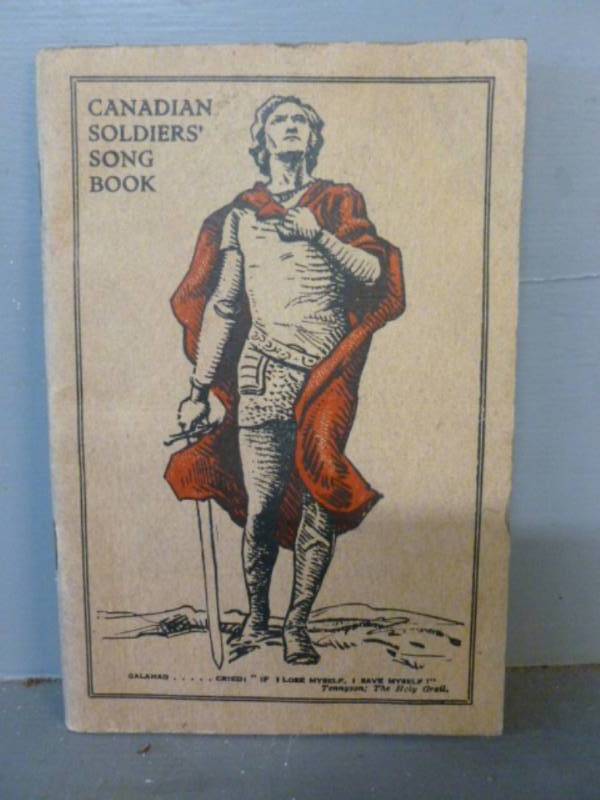 CANADIAN
SOLDIERS'
SONG
BOOK
GALAHAD . . . . . CRIED: "IF I LOSE MYSELF, I SAVE MYSELF!"
Tennyson; The Holy Grail.